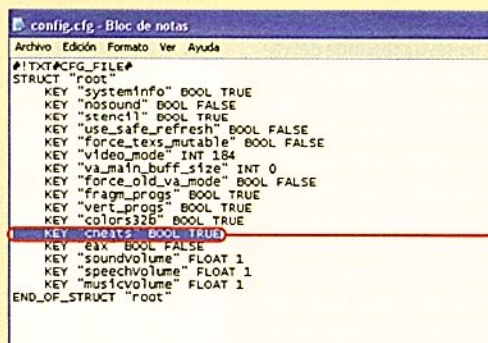 config.cfg - Bloc de notas
Archivo Edición Formato Ver Ayuda
#!TXT#CFG_FILE#
STRUCT "root"
KEY "systeminfo" BOOL TRUE
KEY "nosound" BOOL FALSE
KEY "stencil" BOOL TRUE
KEY "use_safe_refresh" BOOL FALSE
KEY "force_texs_mutable" BOOL FALSE
KEY "video_mode" INT 184
KEY "va_main_buff_size" INT 0
KEY "force_old_va_mode" BOOL FALSE
KEY "fragm_progs" BOOL TRUE
KEY "vert_progs" BOOL TRUE
KEY "colors32b" BOOL TRUE
KEY "cheats" BOOL TRUE
KEY "eax" BOOL FALSE
KEY "soundvolume" FLOAT 1
KEY "speechvolume" FLOAT 1
KEY "musicvolume" FLOAT 1
END_OF_STRUCT "root"